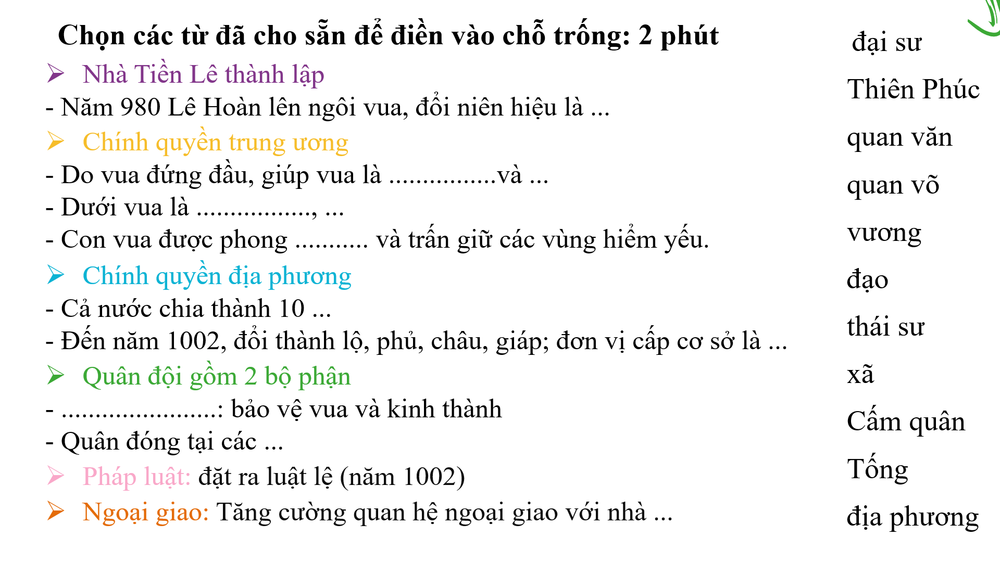 Chọn các từ đã cho sẵn để điền vào chỗ trống: 2 phút
➢ Nhà Tiền Lê thành lập
- Năm 980 Lê Hoàn lên ngôi vua, đổi niên hiệu là ...
➢ Chính quyền trung ương
- Do vua đứng đầu, giúp vua là ................và ...
- Dưới vua là ................., ...
- Con vua được phong ........... và trấn giữ các vùng hiểm yếu.
➢ Chính quyền địa phương
- Cả nước chia thành 10 ...
- Đến năm 1002, đổi thành lộ, phủ, châu, giáp; đơn vị cấp cơ sở là ...
➢ Quân đội gồm 2 bộ phận
- .......................: bảo vệ vua và kinh thành
- Quân đóng tại các ...
➢ Pháp luật: đặt ra luật lệ (năm 1002)
➢ Ngoại giao: Tăng cường quan hệ ngoại giao với nhà ...
đại sư
Thiên Phúc
quan văn
quan võ
vương
đạo
thái sư
xã
Cấm quân
Tống
địa phương